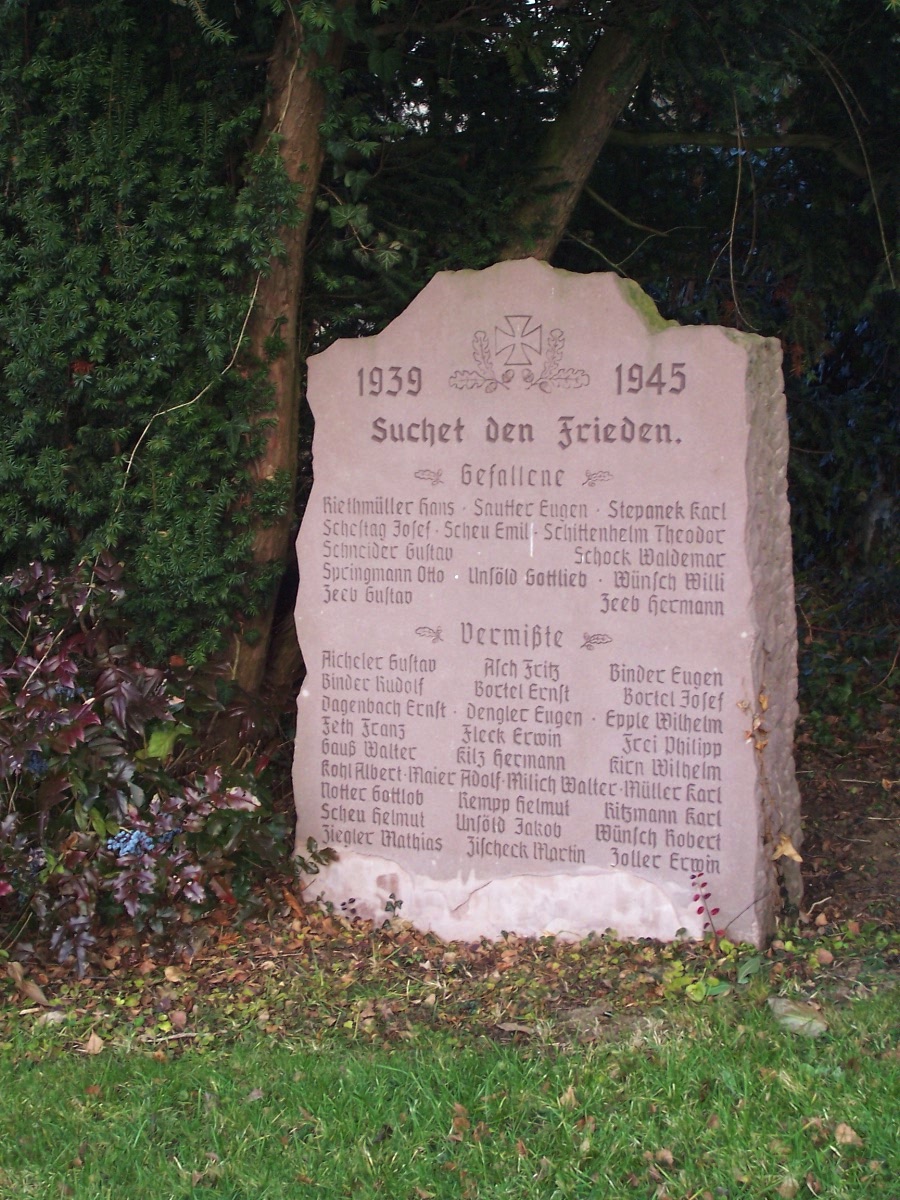 1939 1945
Suchet den Frieden.
Gefallene
Riethmüller Hans · Sautter Eugen · Stepanek Karl
Schestag Josef · Scheu Emil · Schittenhelm Theodor
Schneider Gustav Schock Waldemar
Springmann Otto · Unsöld Gottlieb · Wünsch Willi
Zeeb Gustav Zeeb Hermann
Vermißte
Aicheler Gustav Asch Fritz Binder Eugen
Binder Rudolf Bortel Ernst Bortel Josef
Dagenbach Ernst · Dengler Eugen · Epple Wilhelm
Feth Franz Fleck Erwin Frei Philipp
Gauß Walter Kilz Hermann Kirn Wilhelm
Kohl Albert · Maier Adolf · Milich Walter · Müller Karl
Notter Gottlob Rempp Helmut Ritzmann Karl
Scheu Helmut Unsöld Jakob Wünsch Robert
Ziegler Mathias Zischeck Martin Zoller Erwin